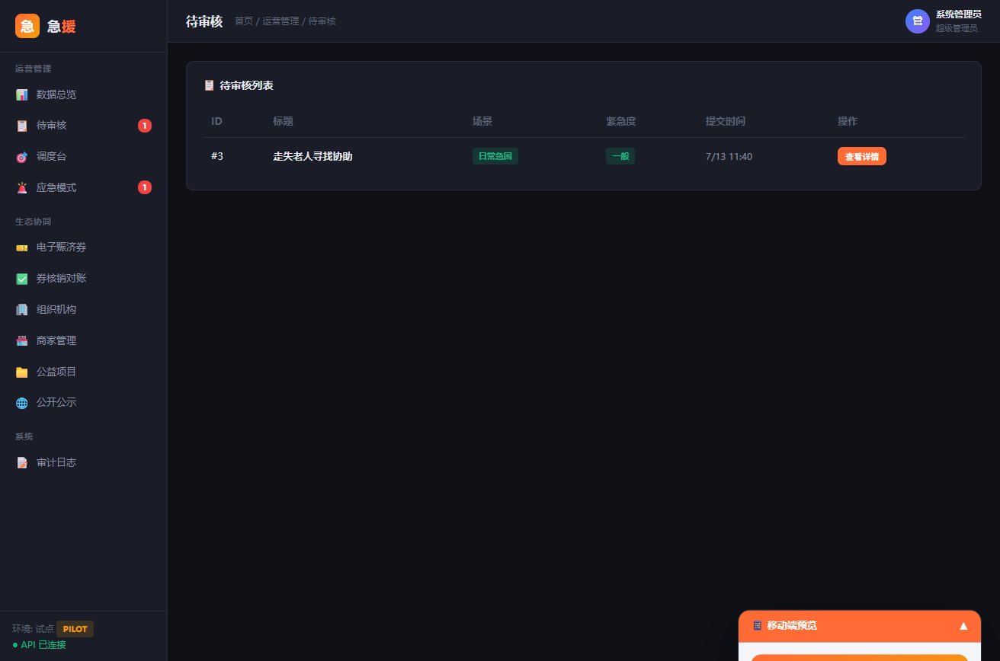 急 急援
运营管理
数据总览
待审核 1
调度台
应急模式 1
生态协同
电子赈济券
券核销对账
组织机构
商家管理
公益项目
公开公示
系统
审计日志
环境: 试点 PILOT
API 已连接
待审核 首页 / 运营管理 / 待审核
管 系统管理员
超级管理员
待审核列表
ID 标题 场景 紧急度 提交时间 操作
#3 走失老人寻找协助 日常急困 一般 7/13 11:40 查看详情
移动端预览 ▲